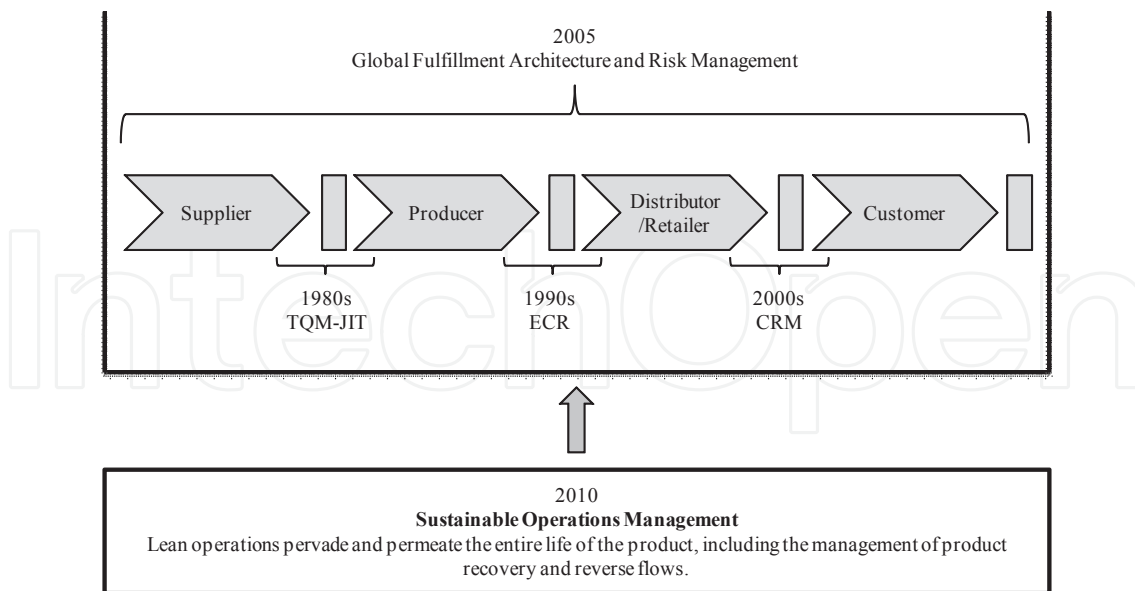 2005
Global Fulfillment Architecture and Risk Management
Supplier
Producer
Distributor
/Retailer
Customer
1980s
TQM-JIT
1990s
ECR
2000s
CRM
IntechOpen
2010
Sustainable Operations Management
Lean operations pervade and permeate the entire life of the product, including the management of product
recovery and reverse flows.